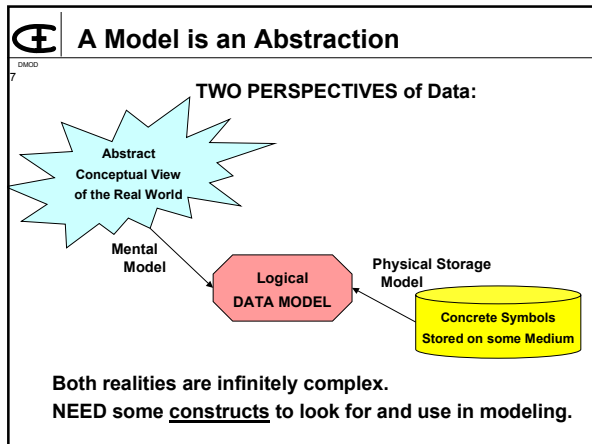 A Model is an Abstraction
DMOD
7
TWO PERSPECTIVES of Data:
Abstract
Conceptual View
of the Real World
Mental
Model
Logical
DATA MODEL
Physical Storage
Model
Concrete Symbols
Stored on some Medium
Both realities are infinitely complex.
NEED some constructs to look for and use in modeling.